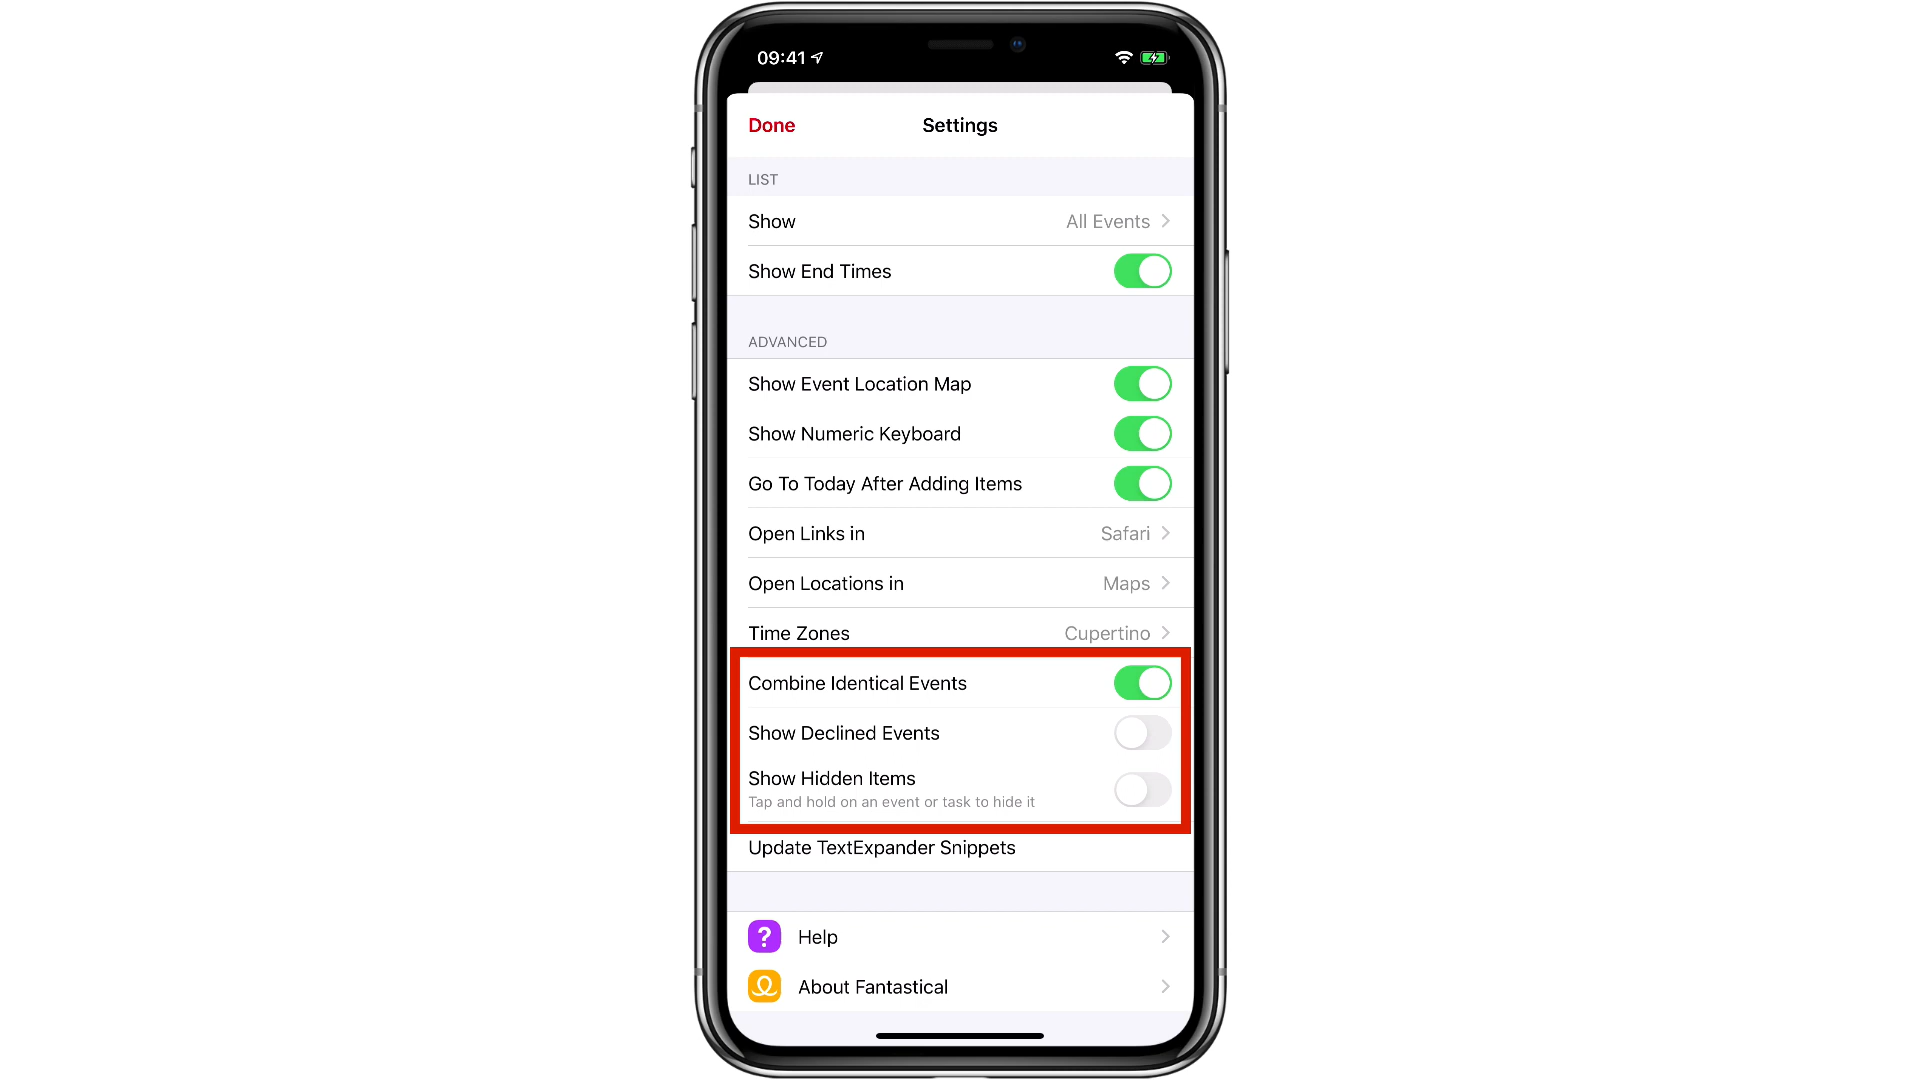 09:41
Done
Settings
LIST
Show
All Events
Show End Times
ADVANCED
Show Event Location Map
Show Numeric Keyboard
Go To Today After Adding Items
Open Links in
Safari
Open Locations in
Maps
Time Zones
Cupertino
Combine Identical Events
Show Declined Events
Show Hidden Items
Tap and hold on an event or task to hide it
Update TextExpander Snippets
?
Help
About Fantastical